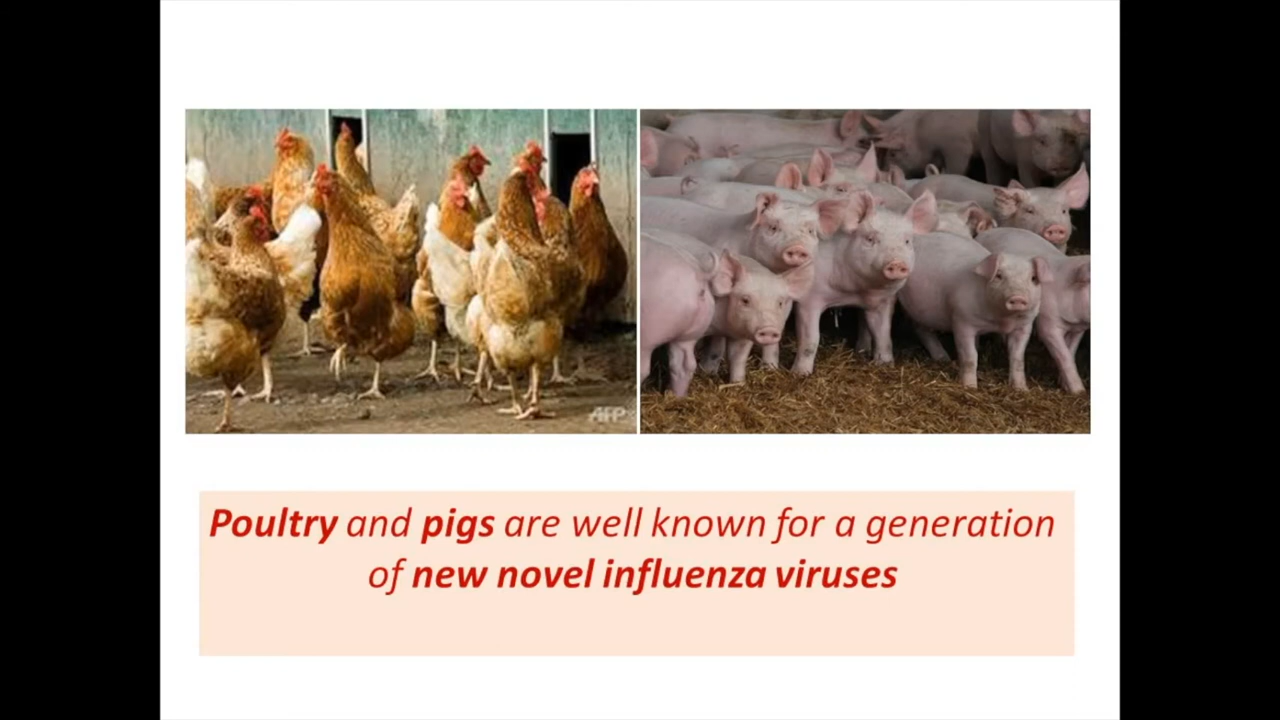 AFP
Poultry and pigs are well known for a generation
of new novel influenza viruses